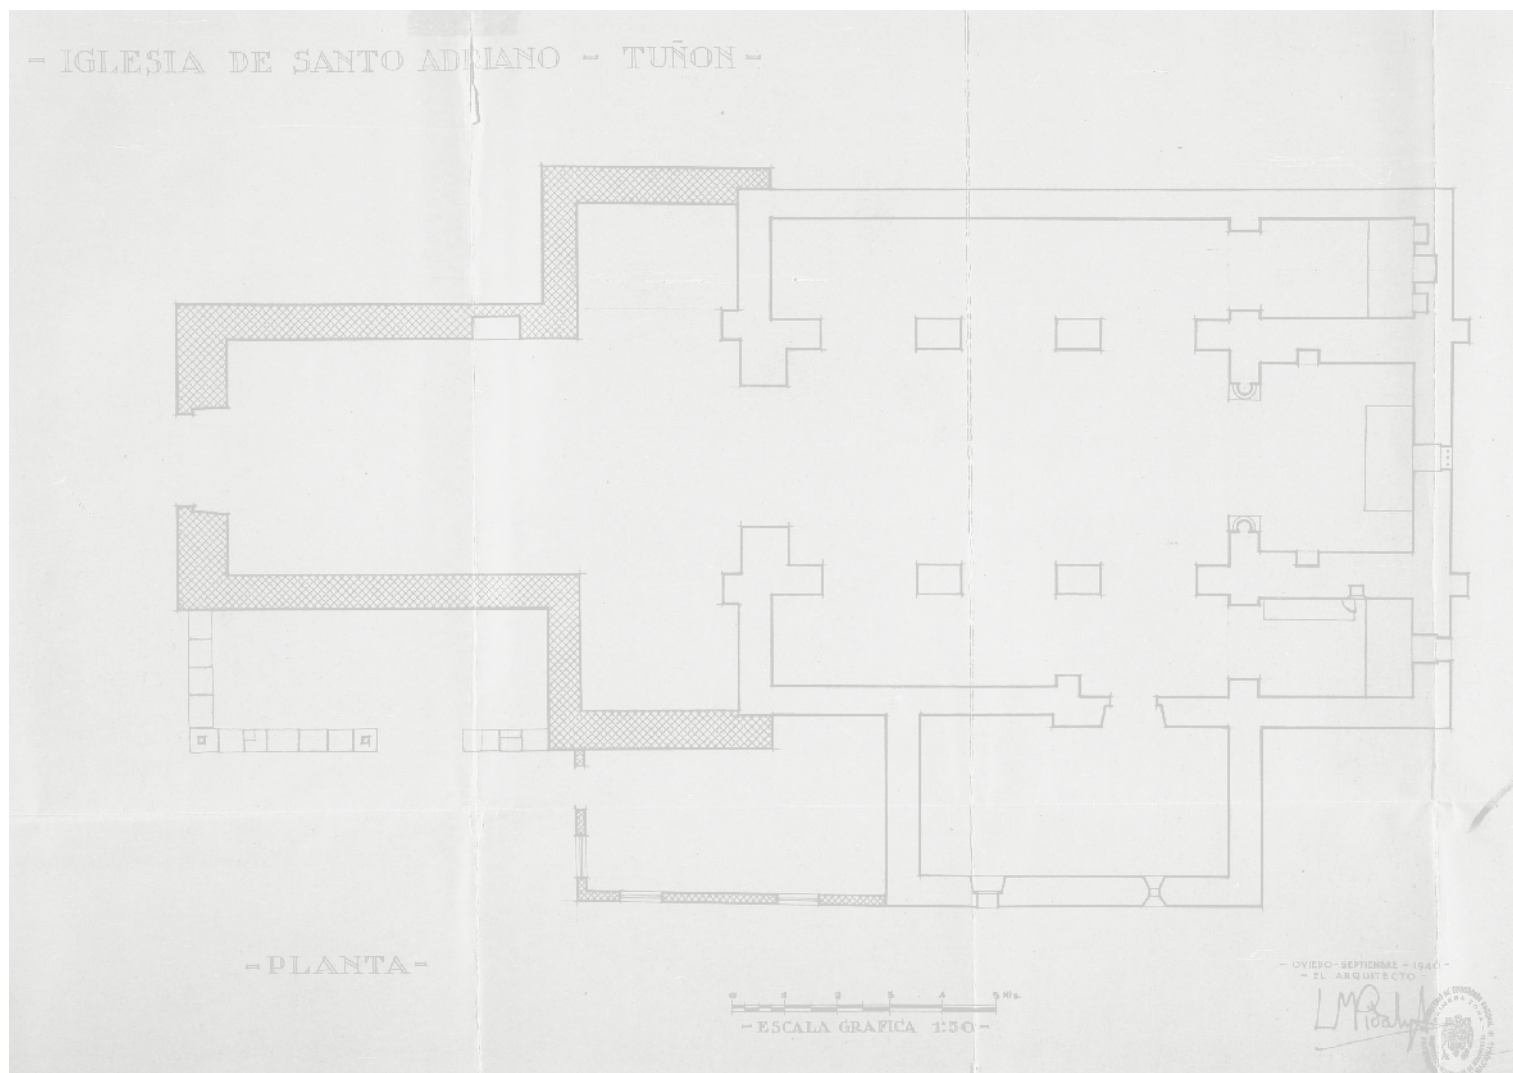 - IGLESIA DE SANTO ADRIANO - TUÑON -
-PLANTA-
0 1 2 3 4 5 Mts.
-ESCALA GRAFICA 1:50-
- OVIEDO-SEPTIEMBRE-1940-
- EL ARQUITECTO -